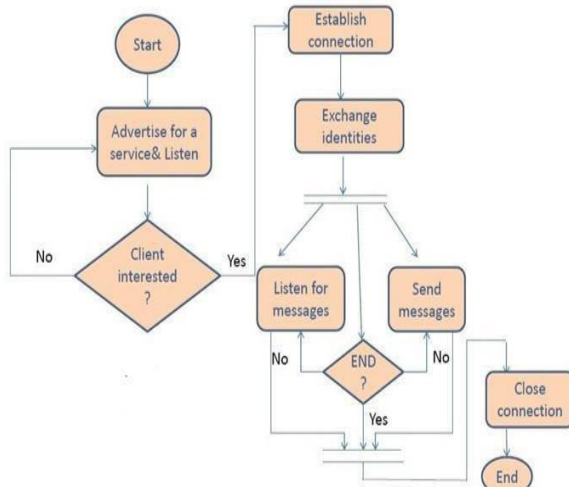 Start
Advertise for a
service& Listen
Client
interested
?
No
Yes
Establish
connection
Exchange
identities
Listen for
messages
Send
messages
No
END
?
No
Yes
Close
connection
End